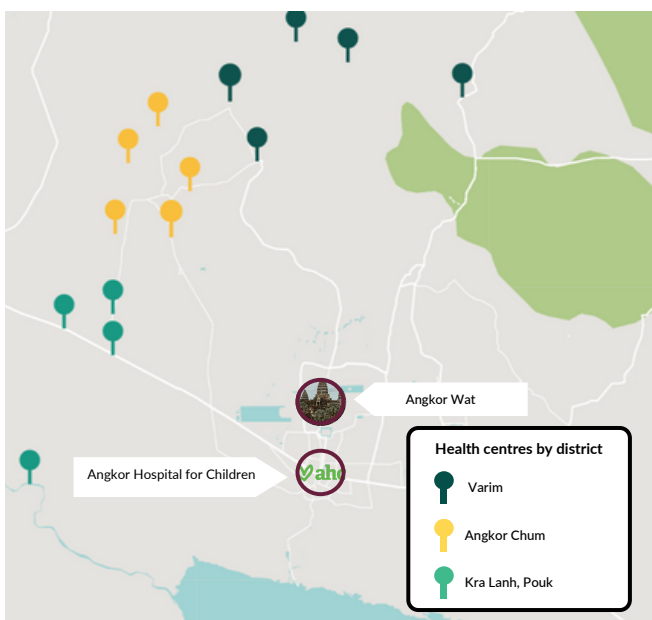 Angkor Wat
Angkor Hospital for Children
ahc
Health centres by district
Varim
Angkor Chum
Kra Lanh, Pouk